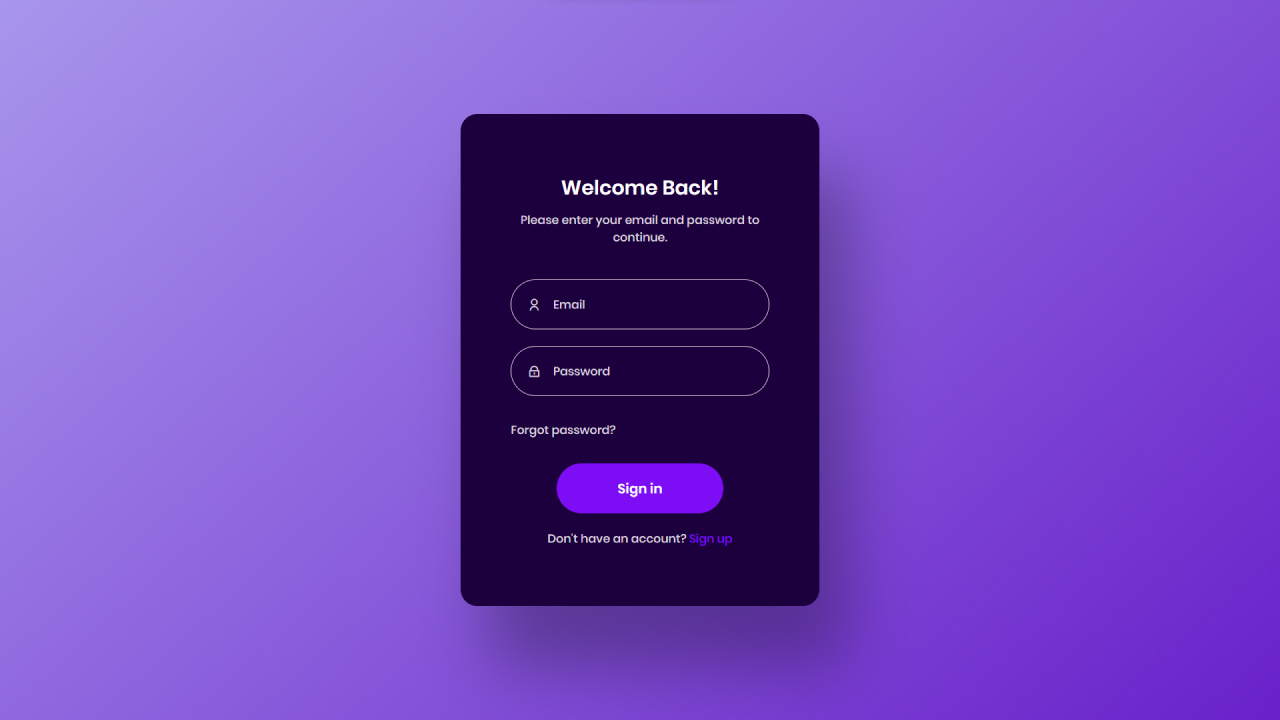 Welcome Back!
Please enter your email and password to
continue.
Email
Password
Forgot password?
Sign in
Don't have an account? Sign up